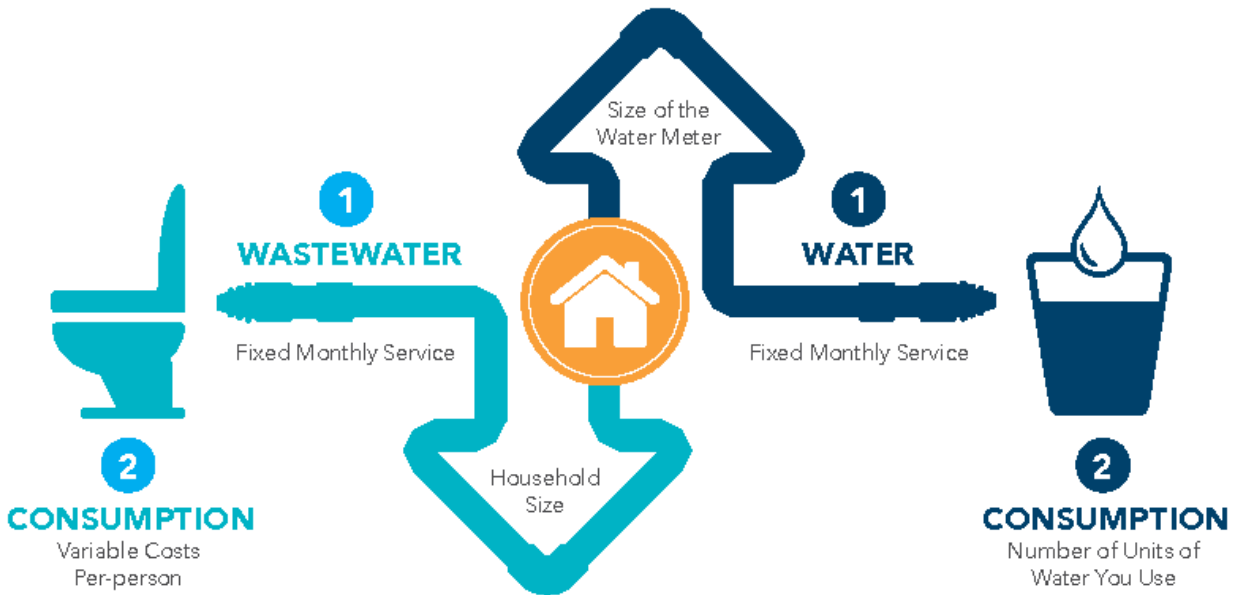 Size of the
Water Meter
1
WASTEWATER
Fixed Monthly Service
1
WATER
Fixed Monthly Service
2
CONSUMPTION
Variable Costs
Per-person
Household
Size
2
CONSUMPTION
Number of Units of
Water You Use